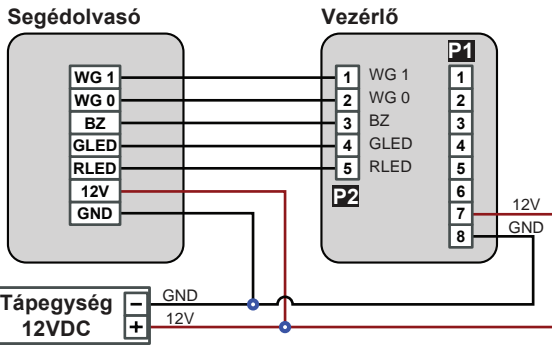 Segédolvasó
WG 1
WG 0
BZ
GLED
RLED
12V
GND
Vezérlő
P1
1 WG 1
2 WG 0
3 BZ
4 GLED
5 RLED
P2
1
2
3
4
5
6
7
8
12V
GND
Tápegység
12VDC
–
+
GND
12V